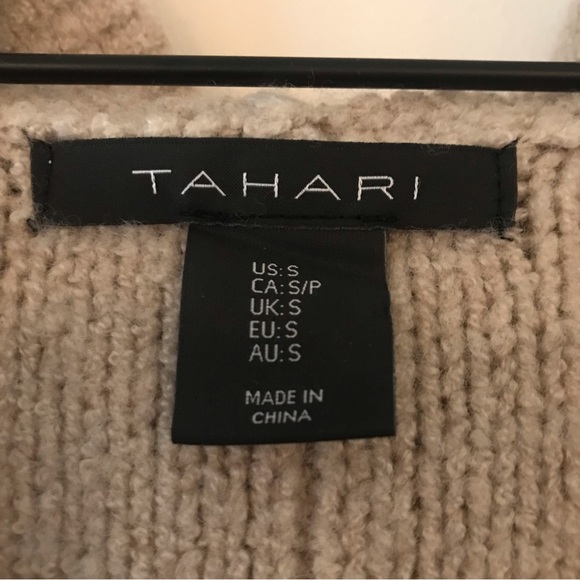 TAHARI
US: S
CA: S/P
UK: S
EU: S
AU: S
MADE IN
CHINA